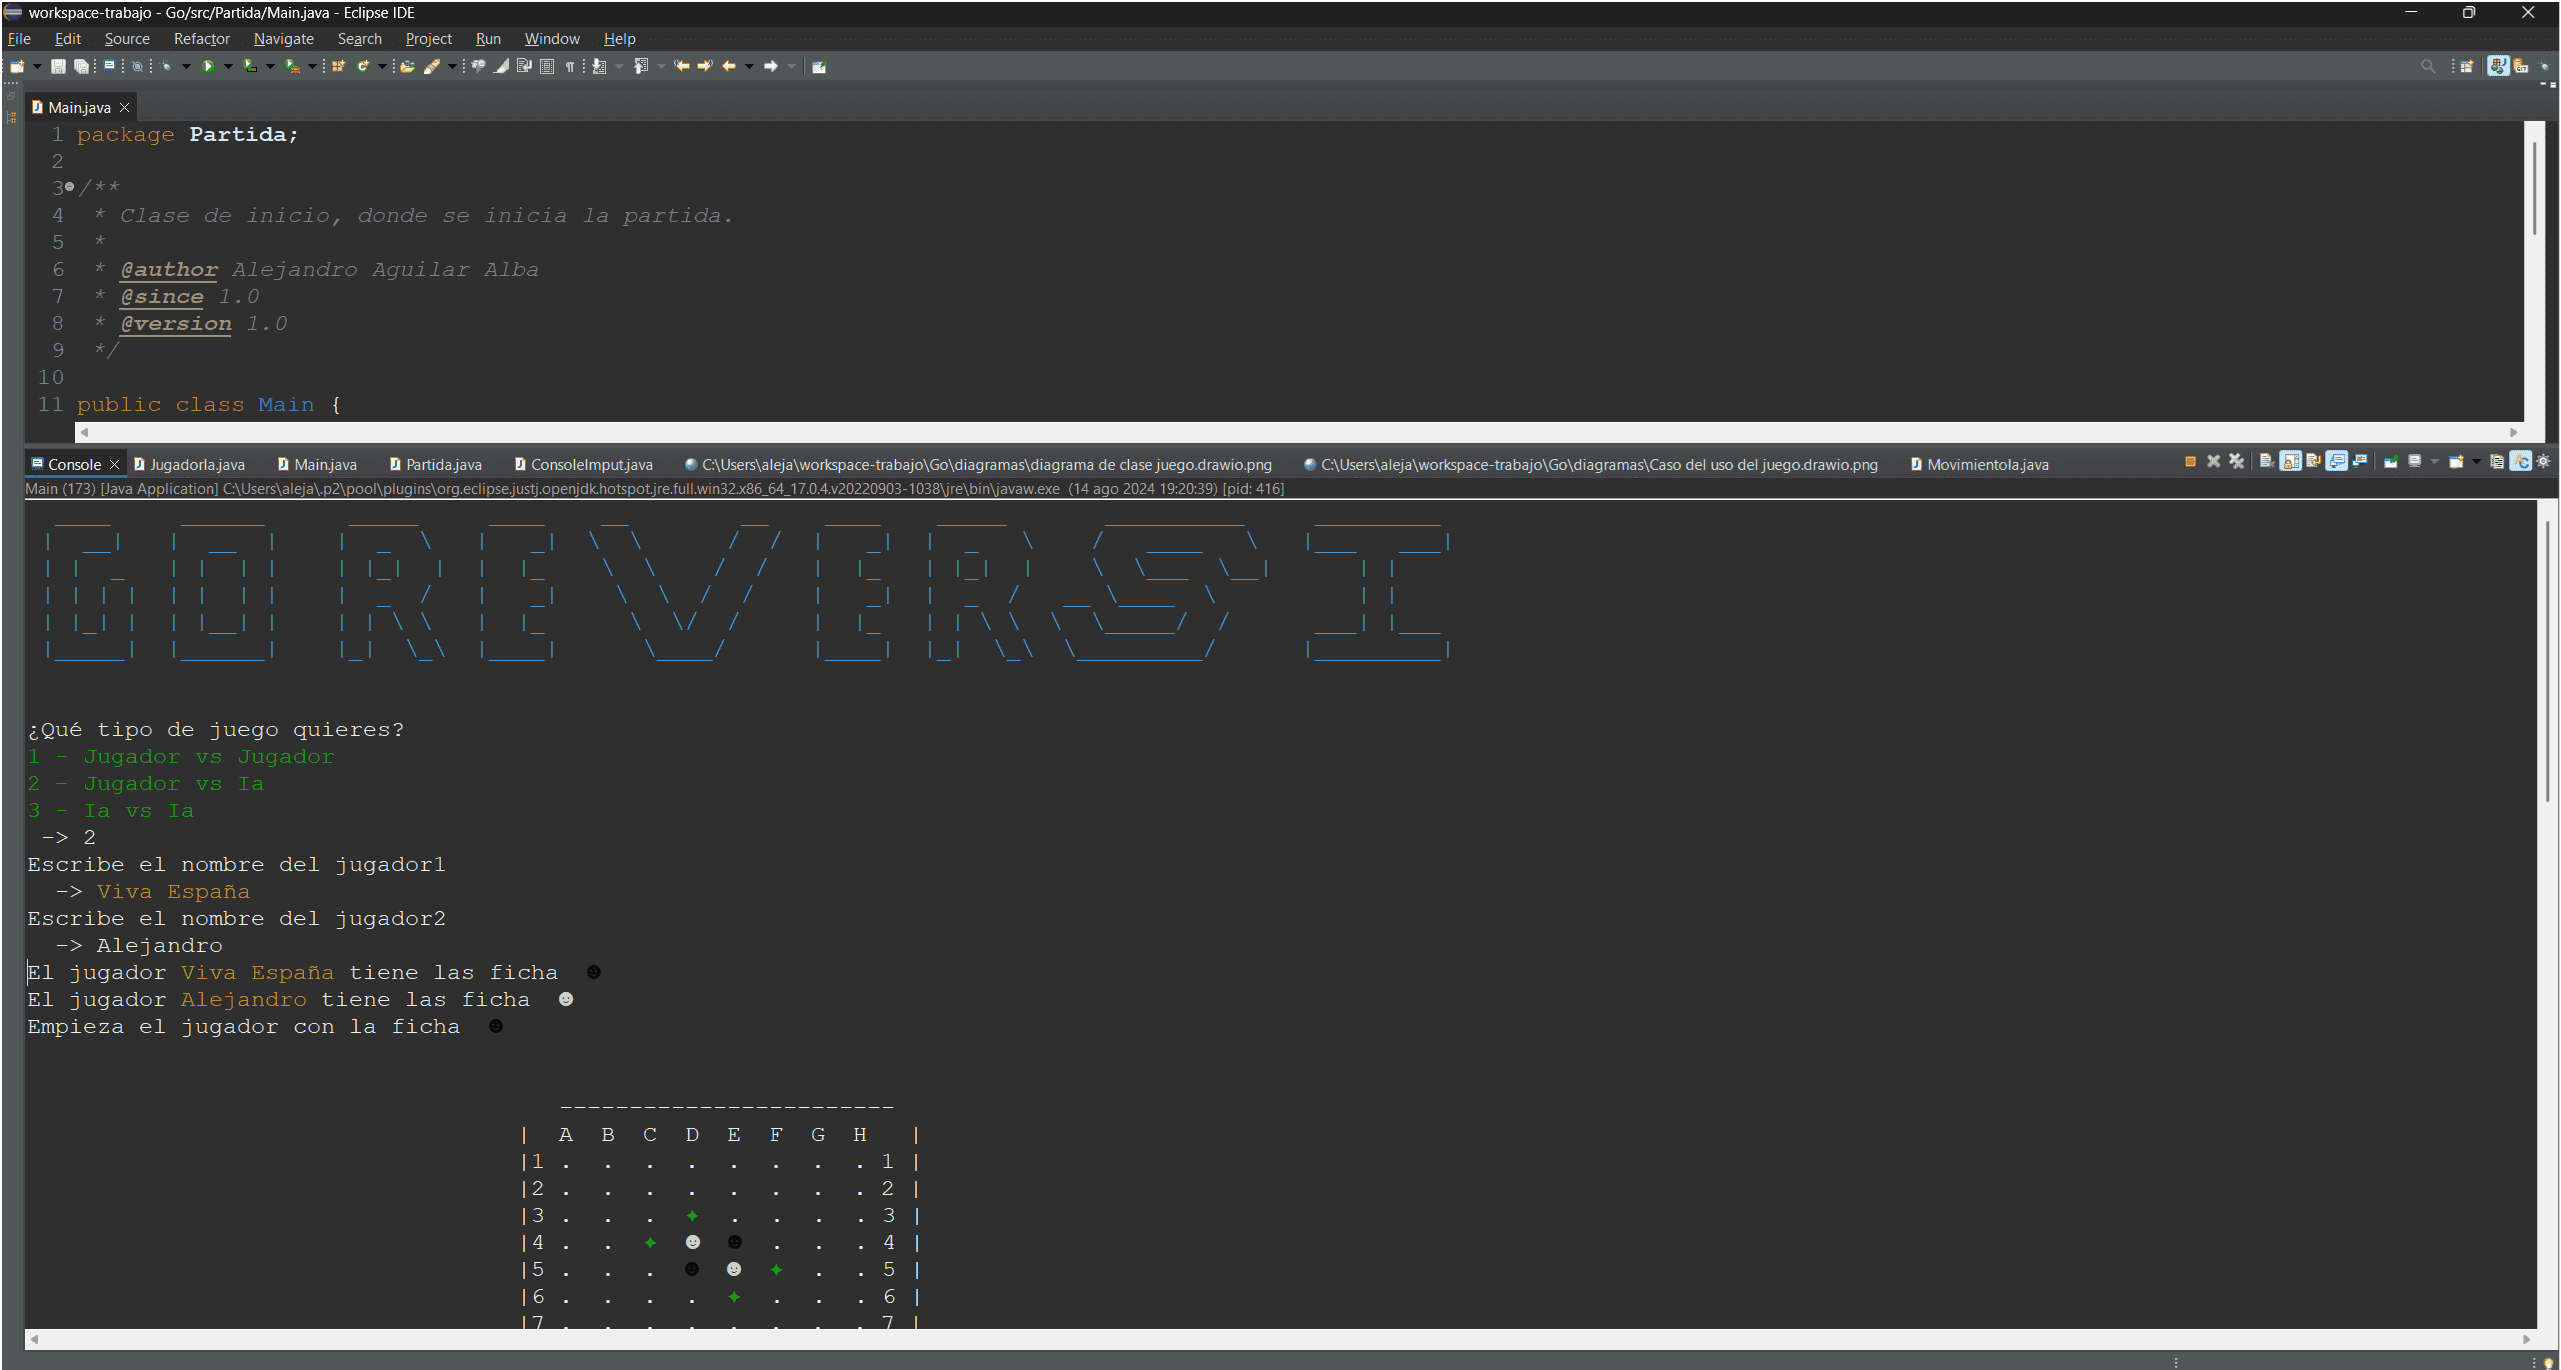 workspace-trabajo - Go/src/Partida/Main.java - Eclipse IDE
File Edit Source Refactor Navigate Search Project Run Window Help
Main.java
1 package Partida;
2
3 /**
4 * Clase de inicio, donde se inicia la partida.
5 *
6 * @author Alejandro Aguilar Alba
7 * @since 1.0
8 * @version 1.0
9 */
10
11 public class Main {
Console JugadorIa.java Main.java Partida.java ConsoleImput.java C:\Users\aleja\workspace-trabajo\Go\diagramas\diagrama de clase juego.drawio.png C:\Users\aleja\workspace-trabajo\Go\diagramas\Caso del uso del juego.drawio.png MovimientoIa.java
Main (173) [Java Application] C:\Users\aleja\.p2\pool\plugins\org.eclipse.justj.openjdk.hotspot.jre.full.win32.x86_64_17.0.4.v20220903-1038\jre\bin\javaw.exe (14 ago 2024 19:20:39) [pid: 416]
GO REVERSI
¿Qué tipo de juego quieres?
1 - Jugador vs Jugador
2 - Jugador vs Ia
3 - Ia vs Ia
-> 2
Escribe el nombre del jugador1
-> Viva España
Escribe el nombre del jugador2
-> Alejandro
El jugador Viva España tiene las ficha ☻
El jugador Alejandro tiene las ficha ☻
Empieza el jugador con la ficha ☻
------------------------
| A B C D E F G H |
|1 . . . . . . . . 1 |
|2 . . . . . . . . 2 |
|3 . . . ✦ . . . . 3 |
|4 . . ✦ ☻ ☻ . . . 4 |
|5 . . . ☻ ☻ ✦ . . 5 |
|6 . . . . ✦ . . . 6 |
|7 . . . . . . . . 7 |